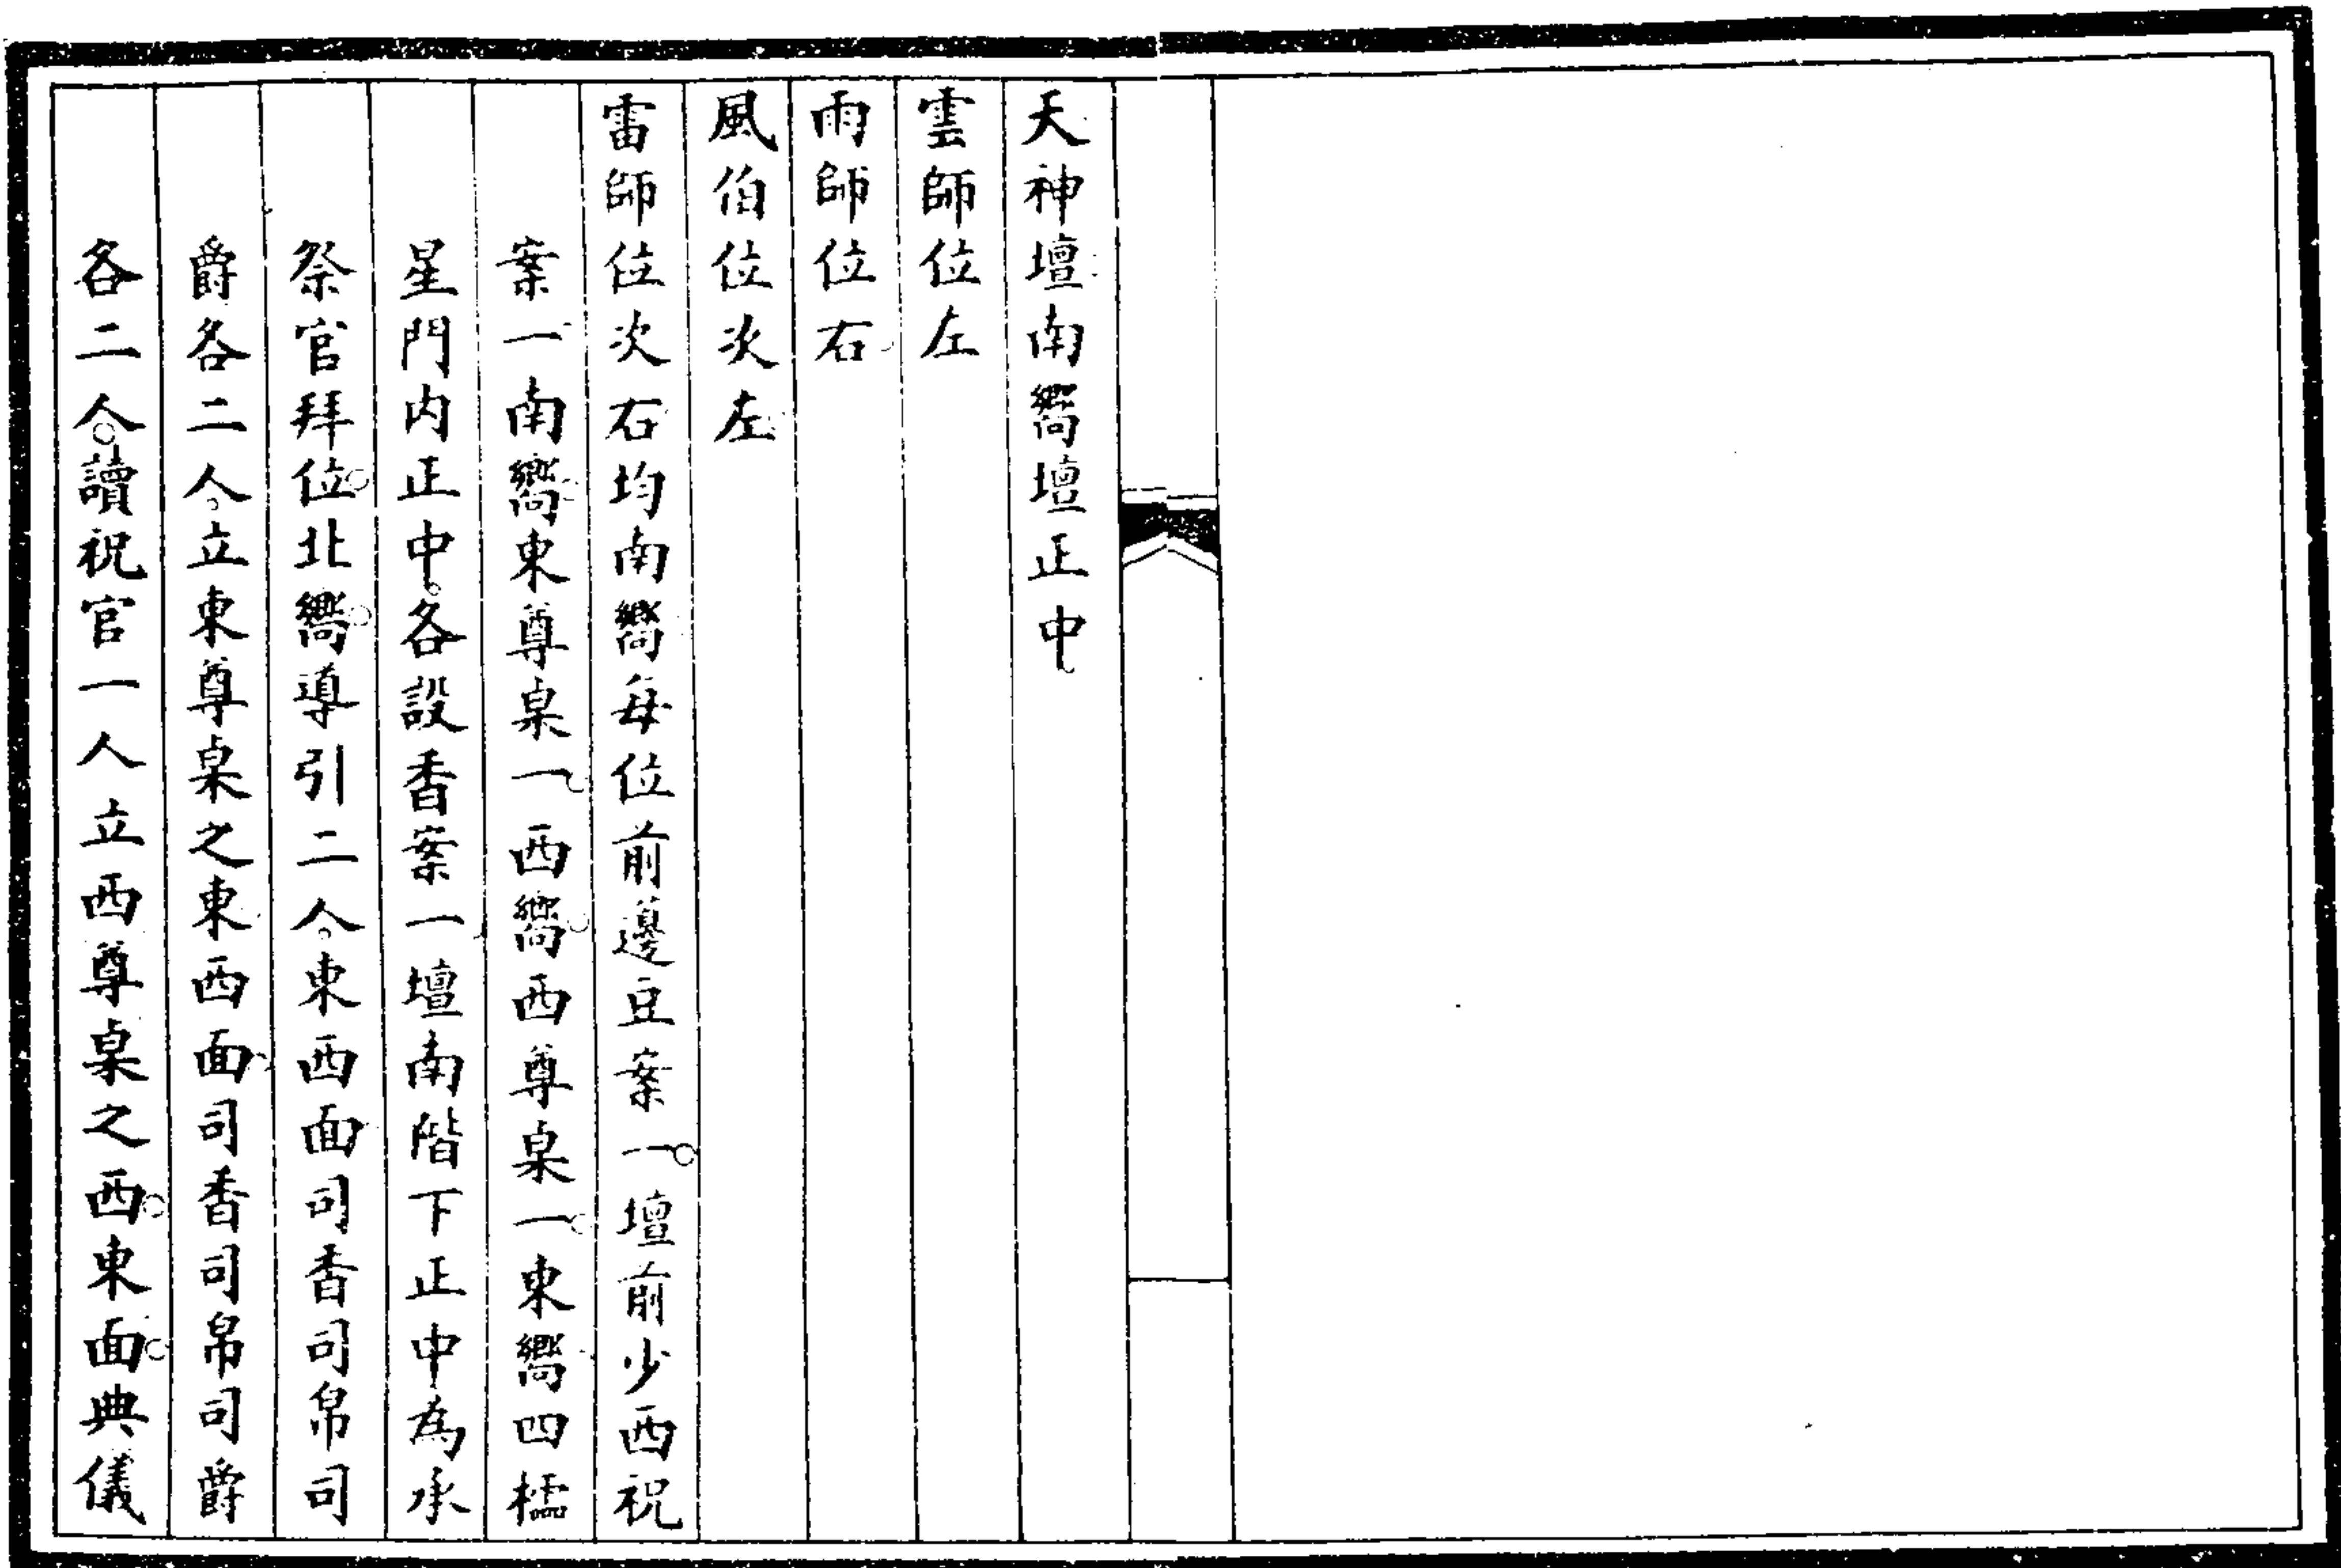 天神壇南嚮壇正中
雲師位左
雨師位右
風伯位次左
雷師位次右均南嚮每位前籩豆案一壇前少西祝
案一南嚮東尊桌一西嚮西尊桌一東嚮四櫺
星門內正中各設香案一壇南階下正中為承
祭官拜位北嚮導引二人東西面司香司帛司
爵各二人立東尊桌之東西面司香司帛司爵
各二人讀祝官一人立西尊桌之西東面典儀